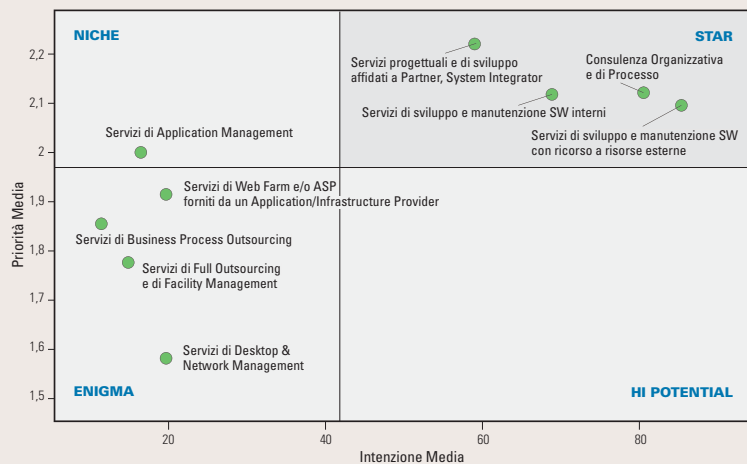 NICHE
STAR
2,2
2,1
2
1,9
1,8
1,7
1,6
1,5
Priorità Media
Servizi progettuali e di sviluppo
affidati a Partner, System Integrator
Consulenza Organizzativa
e di Processo
Servizi di sviluppo e manutenzione SW interni
Servizi di sviluppo e manutenzione SW
con ricorso a risorse esterne
Servizi di Application Management
Servizi di Web Farm e/o ASP
forniti da un Application/Infrastructure Provider
Servizi di Business Process Outsourcing
Servizi di Full Outsourcing
e di Facility Management
Servizi di Desktop &
Network Management
ENIGMA
HI POTENTIAL
20
40
60
80
Intenzione Media